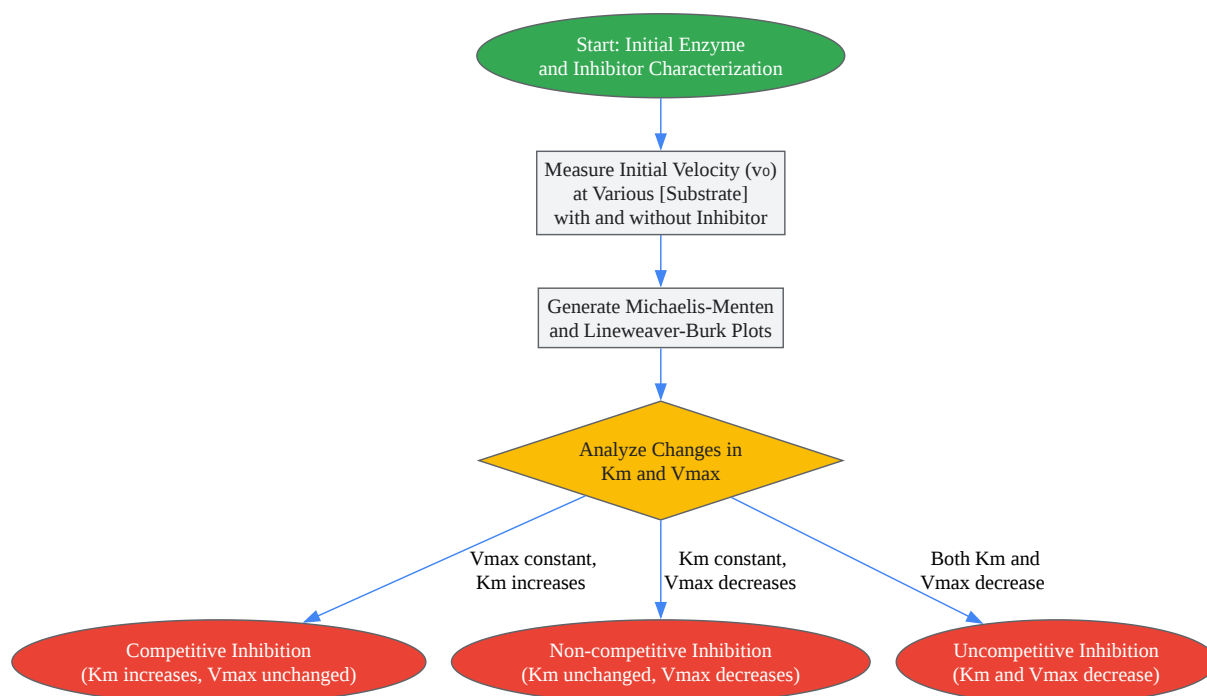 Start: Initial Enzyme
and Inhibitor Characterization
Measure Initial Velocity (v₀)
at Various [Substrate]
with and without Inhibitor
Generate Michaelis-Menten
and Lineweaver-Burk Plots
Analyze Changes in
Km and Vmax
Vmax constant,
Km increases
Km constant,
Vmax decreases
Both Km and
Vmax decrease
Competitive Inhibition
(Km increases, Vmax unchanged)
Non-competitive Inhibition
(Km unchanged, Vmax decreases)
Uncompetitive Inhibition
(Km and Vmax decrease)